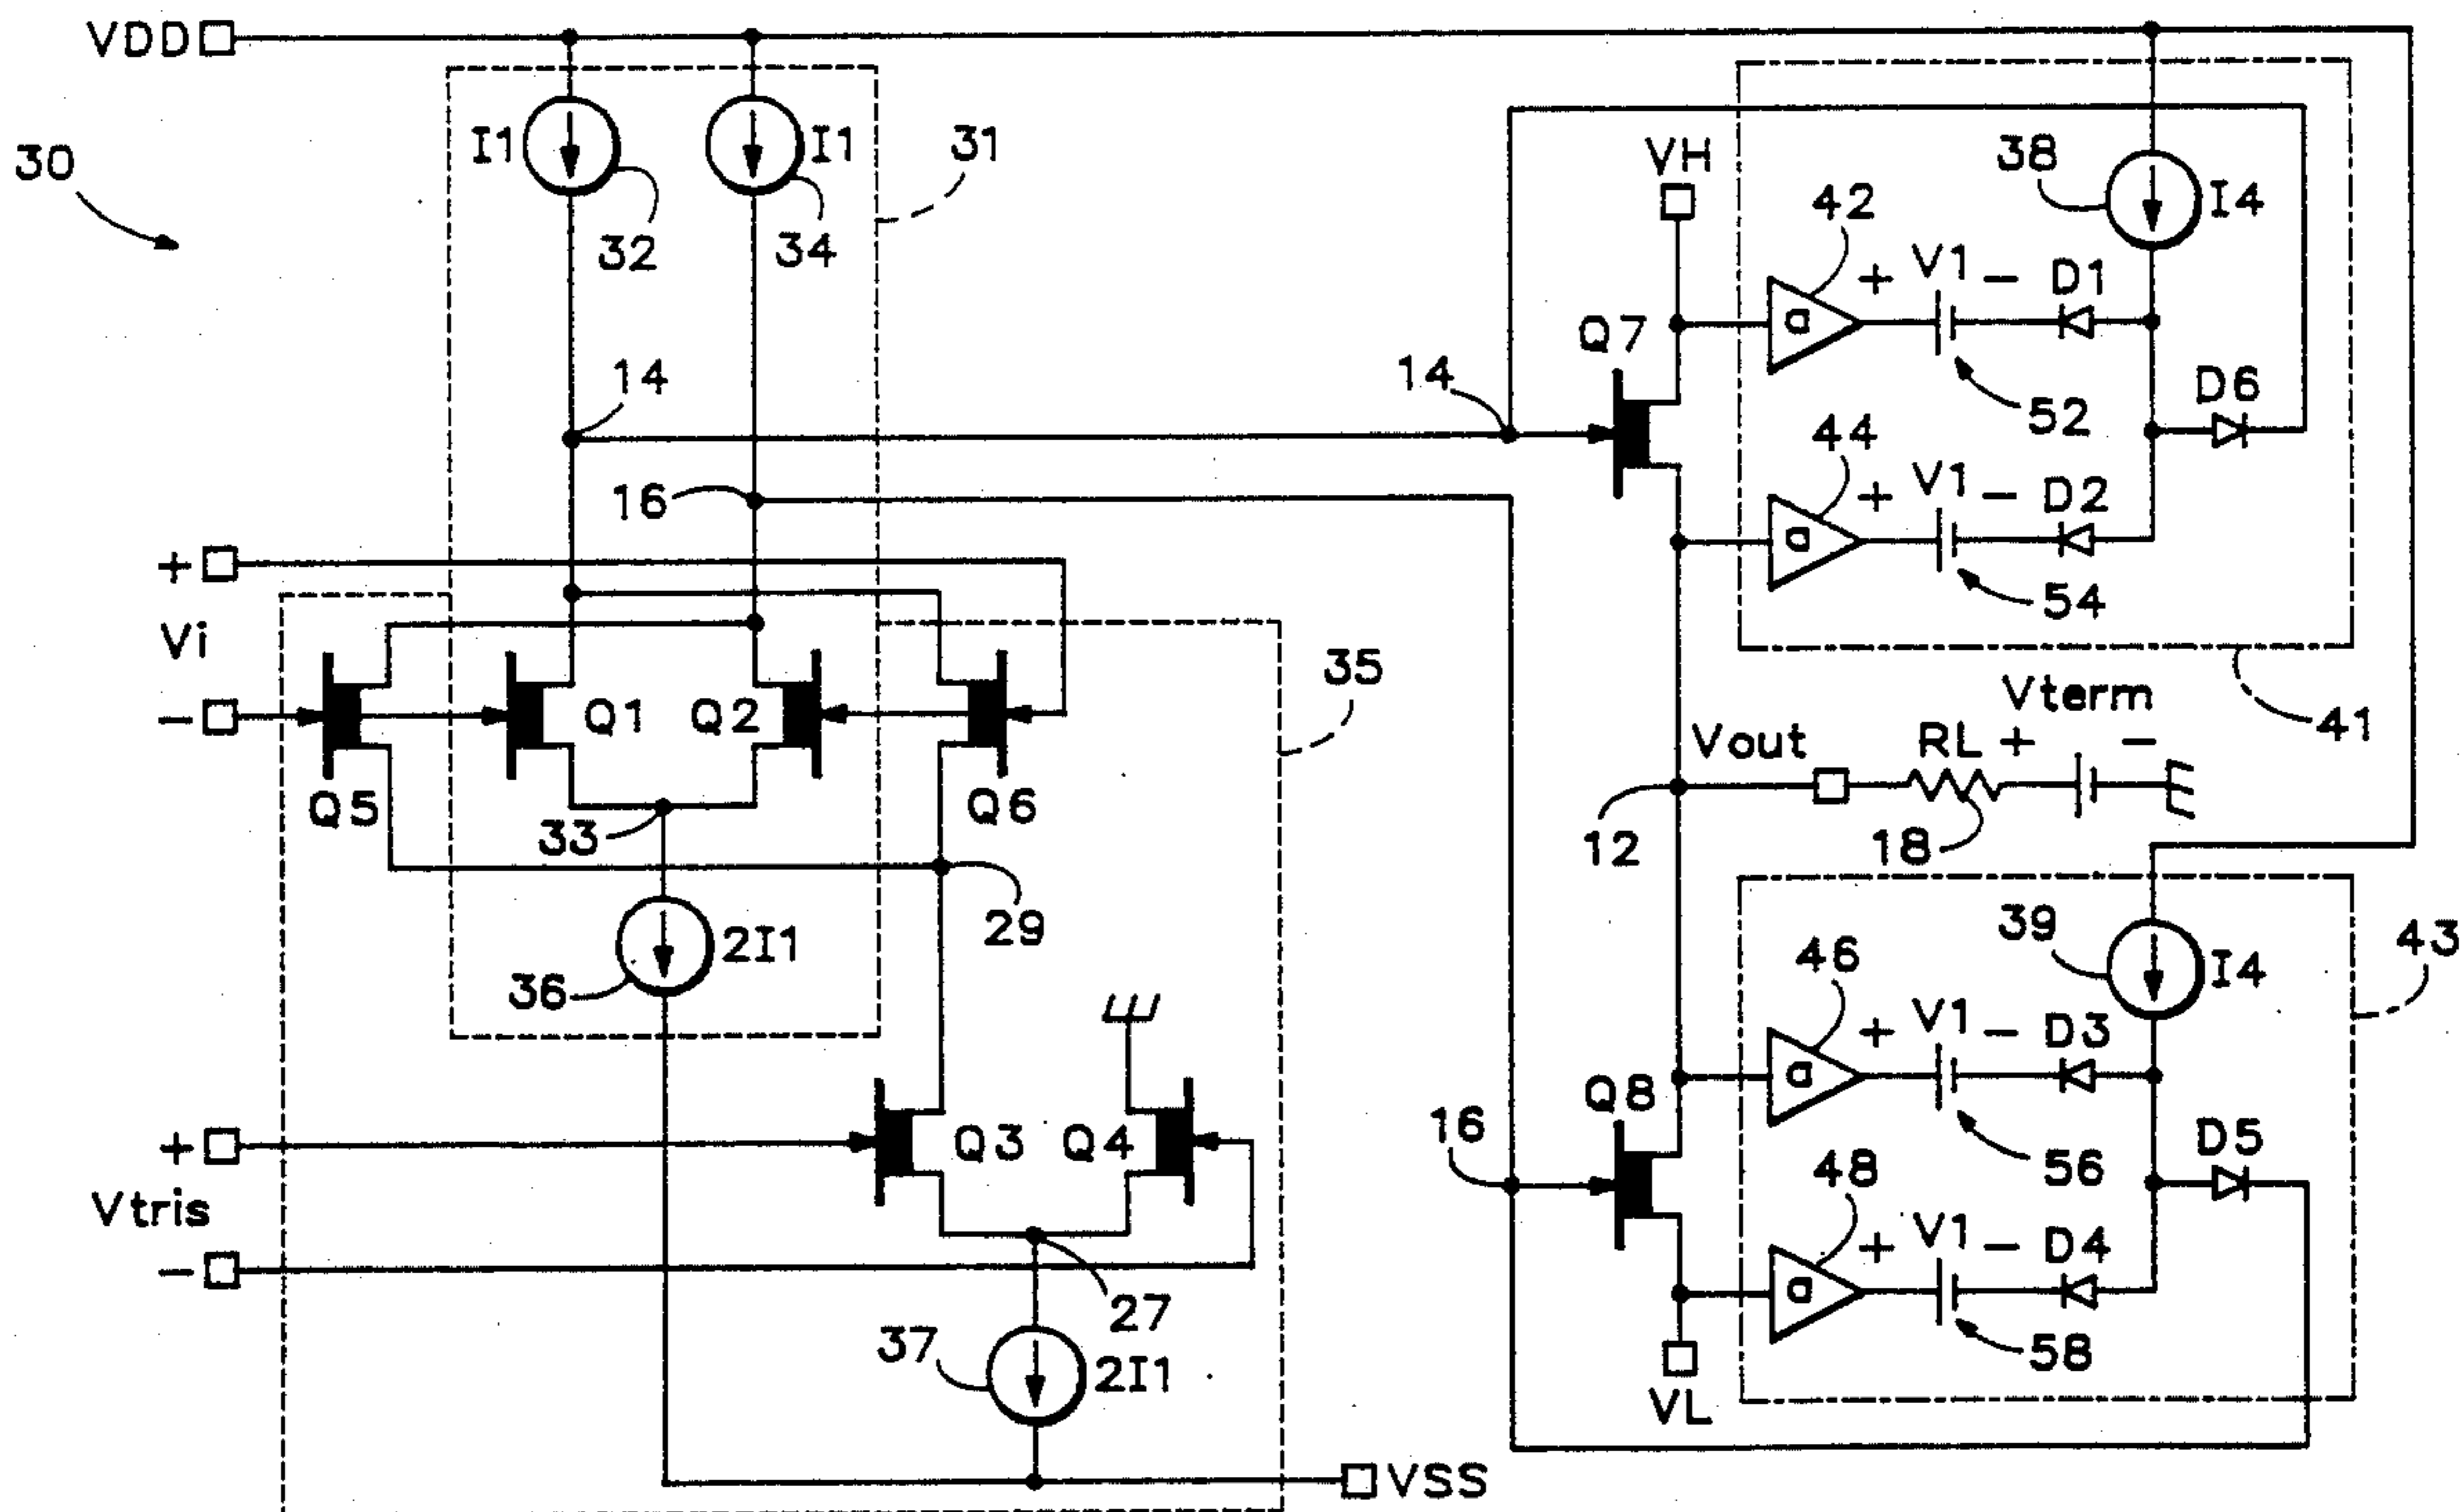 VDD
30
I1
32
I1
34
31
14
16
+
Vi
-
Q5
Q1
Q2
Q6
33
35
29
36
2I1
+
Vtris
-
Q3
Q4
27
37
2I1
VSS
VH
42
38
I4
a
+ V1 -
D1
Q7
14
52
D6
44
a
+ V1 -
D2
54
41
Vterm
Vout
RL
+ -
12
18
39
I4
43
46
a
+ V1 -
D3
Q8
16
56
D5
48
a
+ V1 -
D4
58
VL